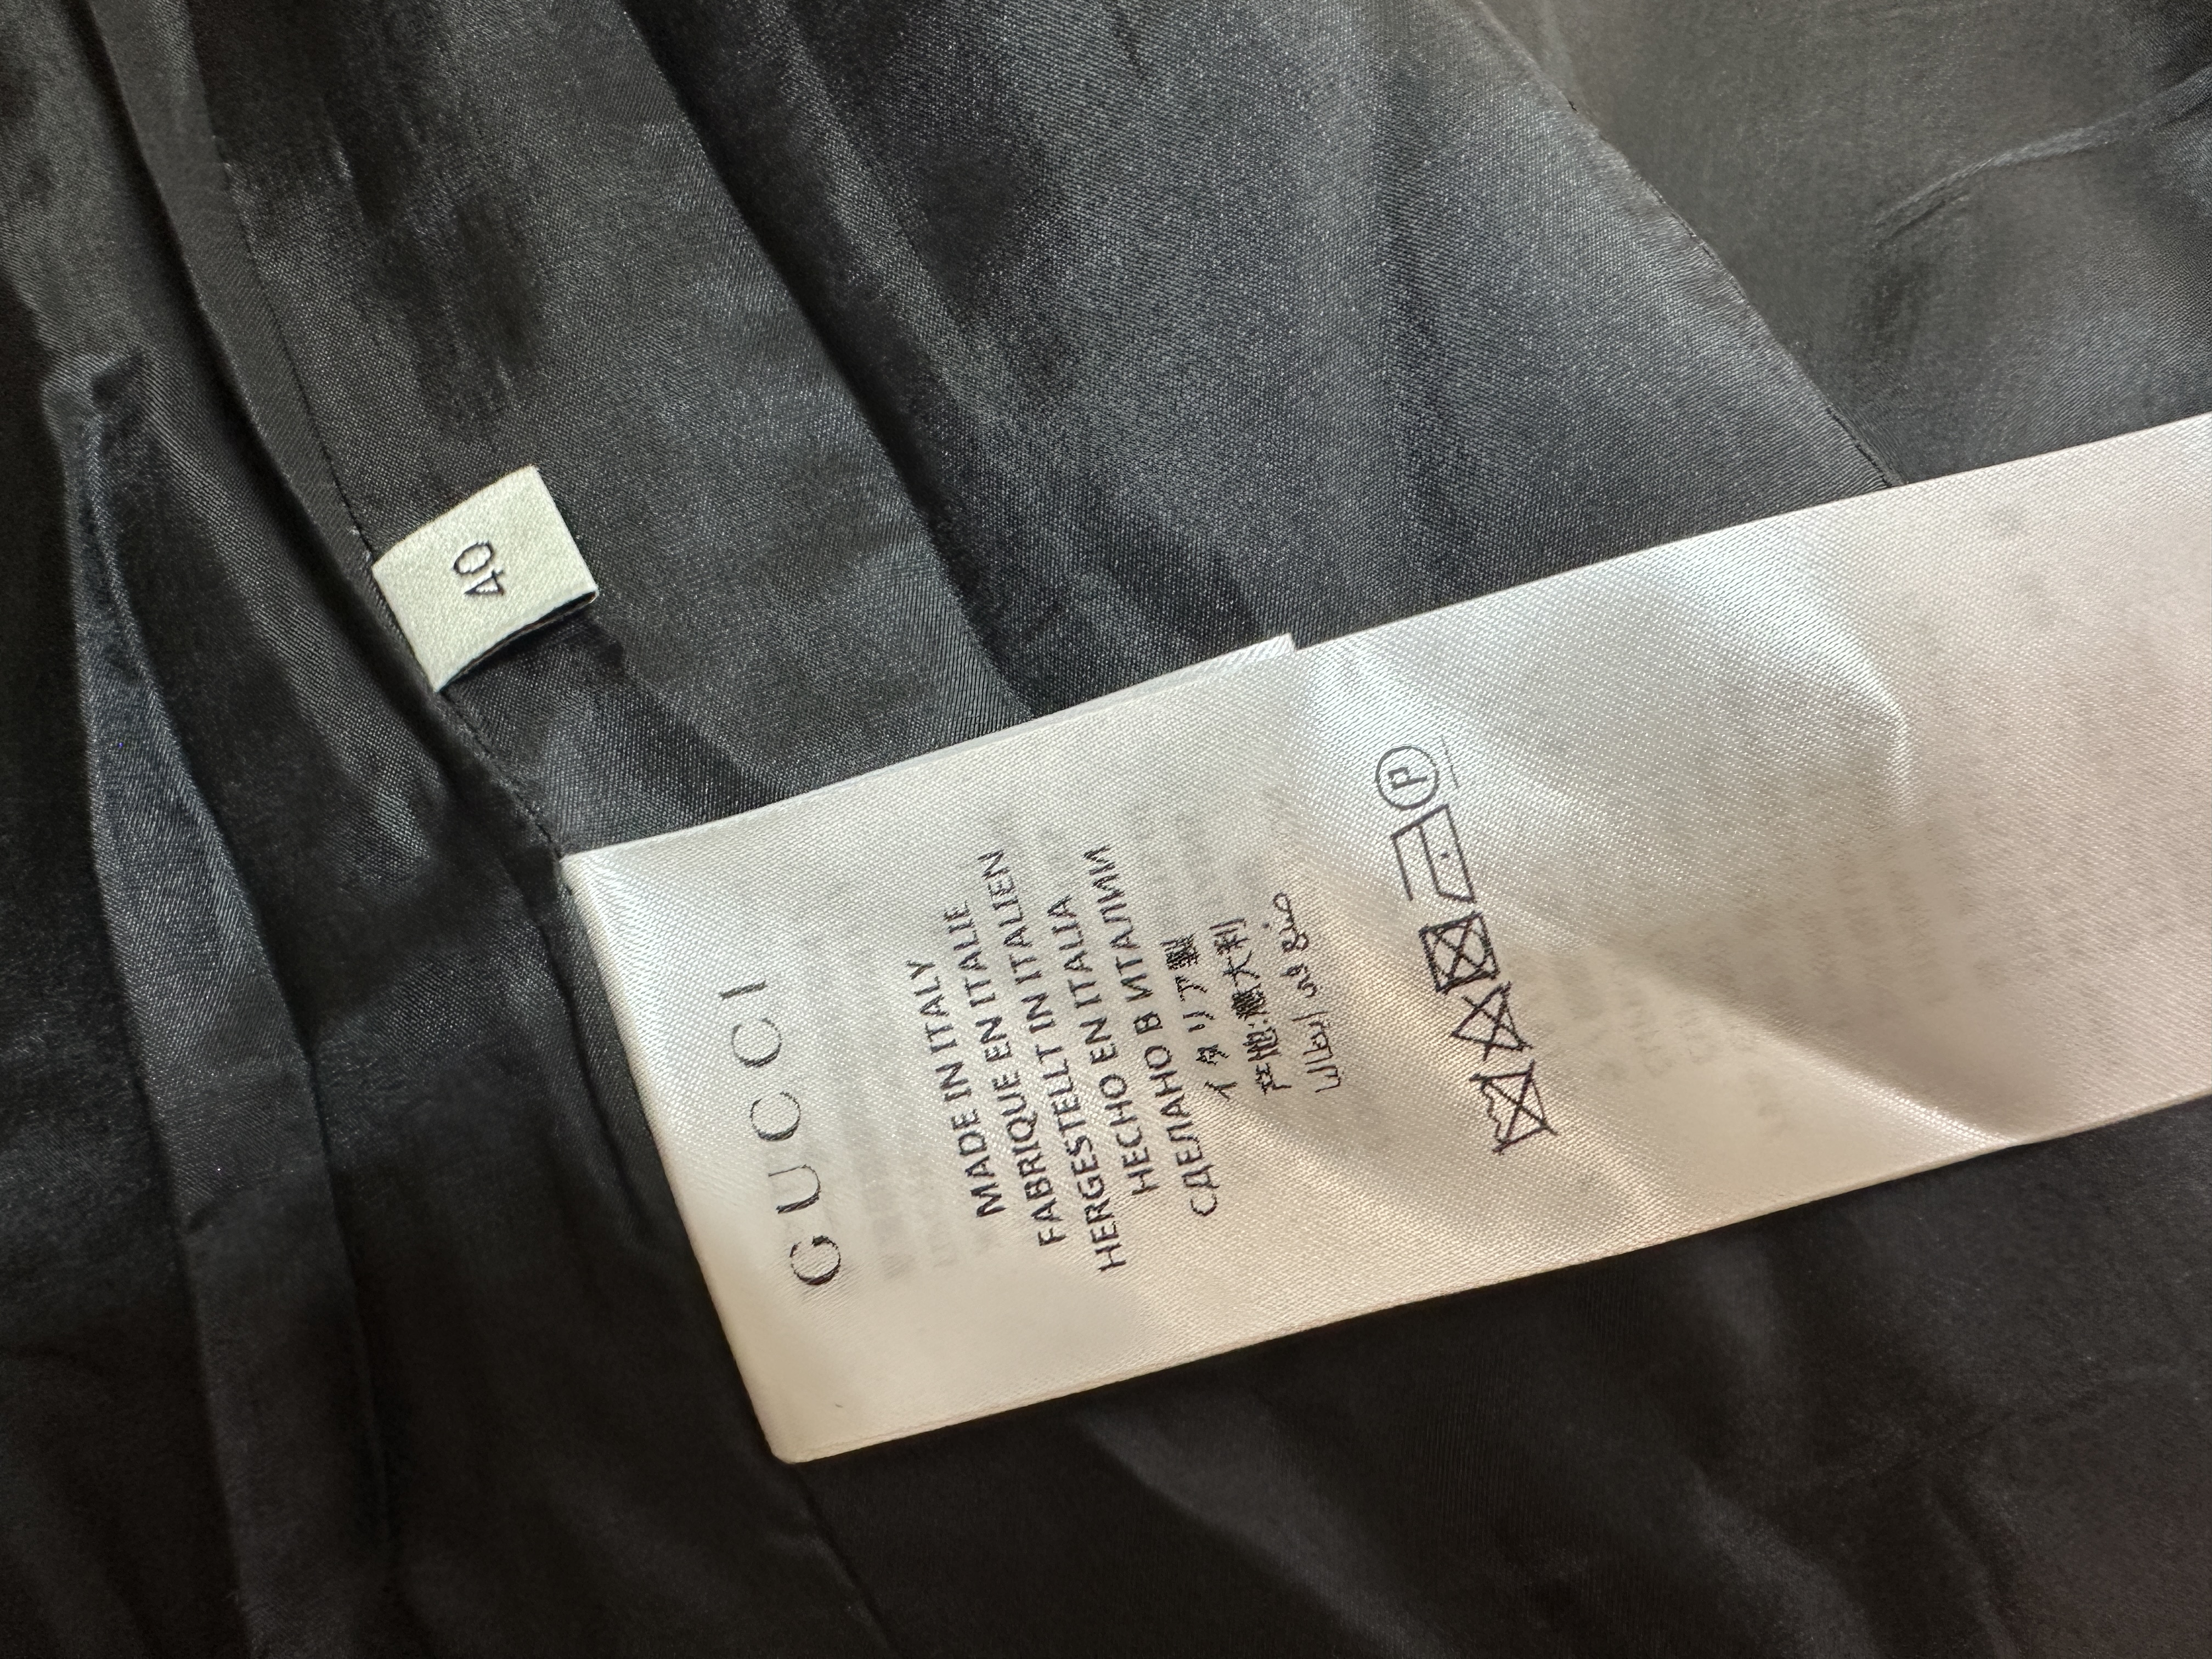 40
GUCCI
MADE IN ITALY
FABRIQUE EN ITALIE
HERGESTELLT IN ITALIEN
HECHO EN ITALIA
СДЕЛАНО В ИТАЛИИ
イタリア製
产地:意大利
صنع في إيطاليا
P